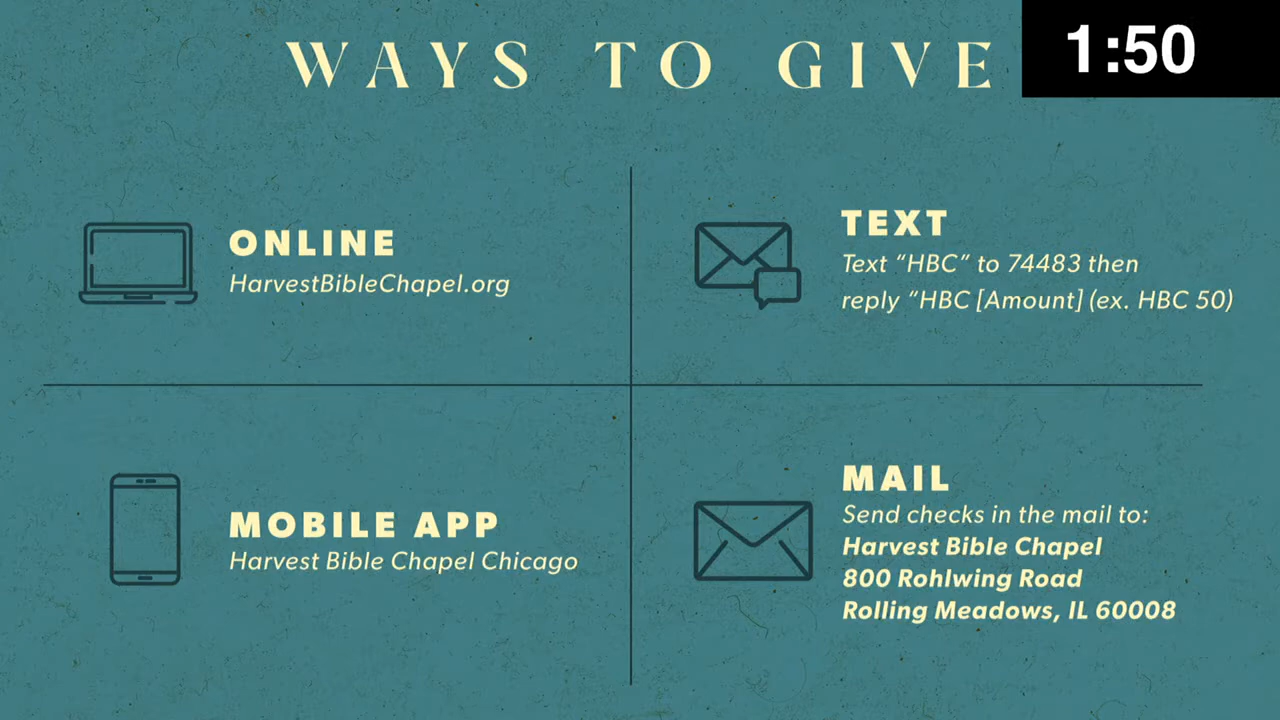 WAYS TO GIVE
1:50
ONLINE
HarvestBibleChapel.org
TEXT
Text “HBC” to 74483 then
reply “HBC [Amount] (ex. HBC 50)
MOBILE APP
Harvest Bible Chapel Chicago
MAIL
Send checks in the mail to:
Harvest Bible Chapel
800 Rohlwing Road
Rolling Meadows, IL 60008